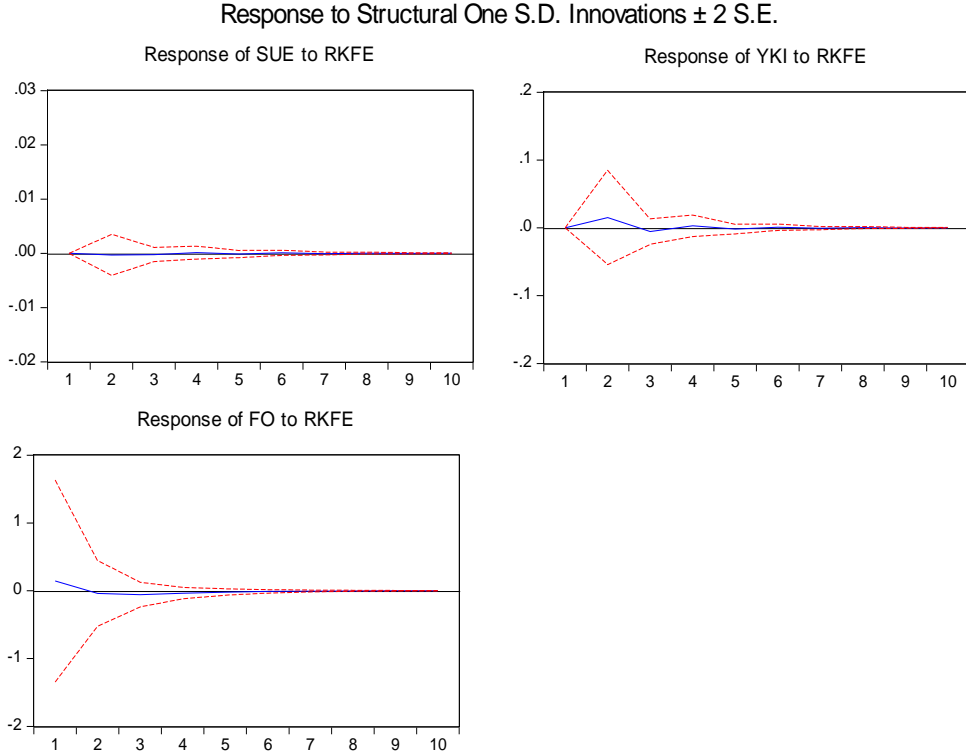 Response to Structural One S.D. Innovations ± 2 S.E.
Response of SUE to RKFE
.03
.02
.01
.00
-.01
-.02
1 2 3 4 5 6 7 8 9 10
Response of YKI to RKFE
.2
.1
.0
-.1
-.2
1 2 3 4 5 6 7 8 9 10
Response of FO to RKFE
2
1
0
-1
-2
1 2 3 4 5 6 7 8 9 10